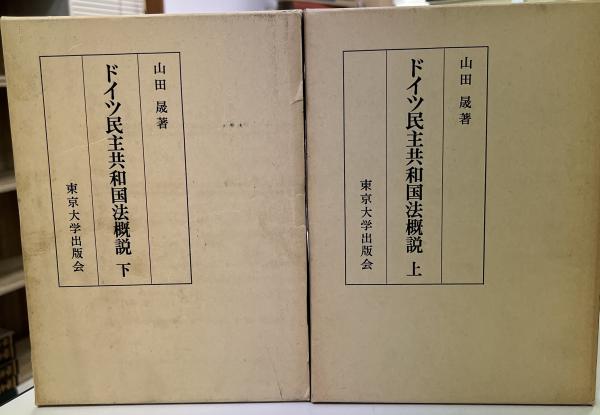 山田 晟著
ドイツ民主共和国法概説 上
東京大学出版会
山田 晟著
ドイツ民主共和国法概説 下
東京大学出版会